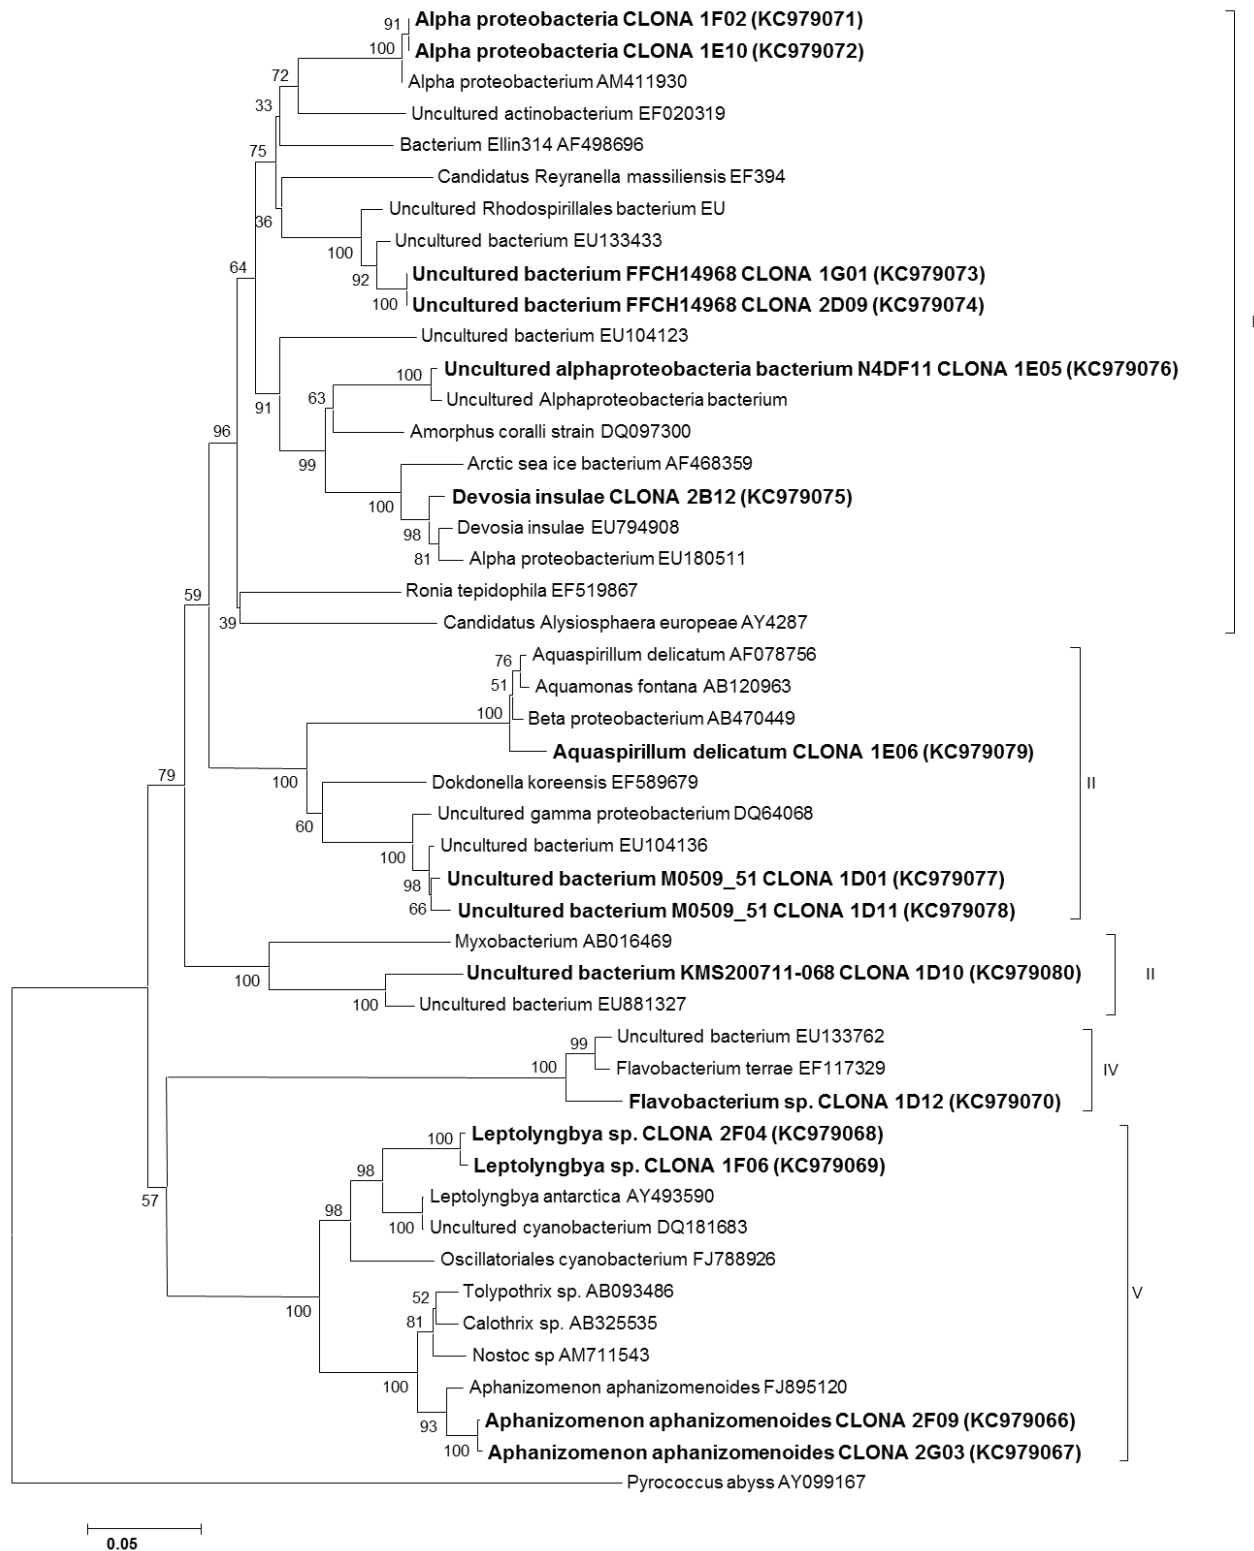 91 Alpha proteobacteria CLONA 1F02 (KC979071)
100 Alpha proteobacteria CLONA 1E10 (KC979072)
Alpha proteobacterium AM411930
72
33 Uncultured actinobacterium EF020319
75 Bacterium Ellin314 AF498696
Candidatus Reyranella massiliensis EF394
36 Uncultured Rhodospirillales bacterium EU
100 Uncultured bacterium EU133433
64
92 Uncultured bacterium FFCH14968 CLONA 1G01 (KC979073)
100 Uncultured bacterium FFCH14968 CLONA 2D09 (KC979074)
I
Uncultured bacterium EU104123
100 Uncultured alphaproteobacteria bacterium N4DF11 CLONA 1E05 (KC979076)
91 63 Uncultured Alphaproteobacteria bacterium
96 Amorphus coralli strain DQ097300
99 Arctic sea ice bacterium AF468359
100 Devosia insulae CLONA 2B12 (KC979075)
98 Devosia insulae EU794908
81 Alpha proteobacterium EU180511
59 Ronia tepidophila EF519867
39 Candidatus Alysiosphaera europeae AY4287
76 Aquaspirillum delicatum AF078756
51 Aquamonas fontana AB120963
100 Beta proteobacterium AB470449
Aquaspirillum delicatum CLONA 1E06 (KC979079)
79 100 Dokdonella koreensis EF589679
II
60 Uncultured gamma proteobacterium DQ64068
100 Uncultured bacterium EU104136
98 Uncultured bacterium M0509_51 CLONA 1D01 (KC979077)
66 Uncultured bacterium M0509_51 CLONA 1D11 (KC979078)
Myxobacterium AB016469
100 Uncultured bacterium KMS200711-068 CLONA 1D10 (KC979080)
II
100 Uncultured bacterium EU881327
99 Uncultured bacterium EU133762
100 Flavobacterium terrae EF117329
IV
Flavobacterium sp. CLONA 1D12 (KC979070)
100 Leptolyngbya sp. CLONA 2F04 (KC979068)
98 Leptolyngbya sp. CLONA 1F06 (KC979069)
57 98 Leptolyngbya antarctica AY493590
100 Uncultured cyanobacterium DQ181683
Oscillatoriales cyanobacterium FJ788926
52 Tolypothrix sp. AB093486
V
100 81 Calothrix sp. AB325535
Nostoc sp AM711543
100 Aphanizomenon aphanizomenoides FJ895120
93 Aphanizomenon aphanizomenoides CLONA 2F09 (KC979066)
100 Aphanizomenon aphanizomenoides CLONA 2G03 (KC979067)
Pyrococcus abyss AY099167
0.05